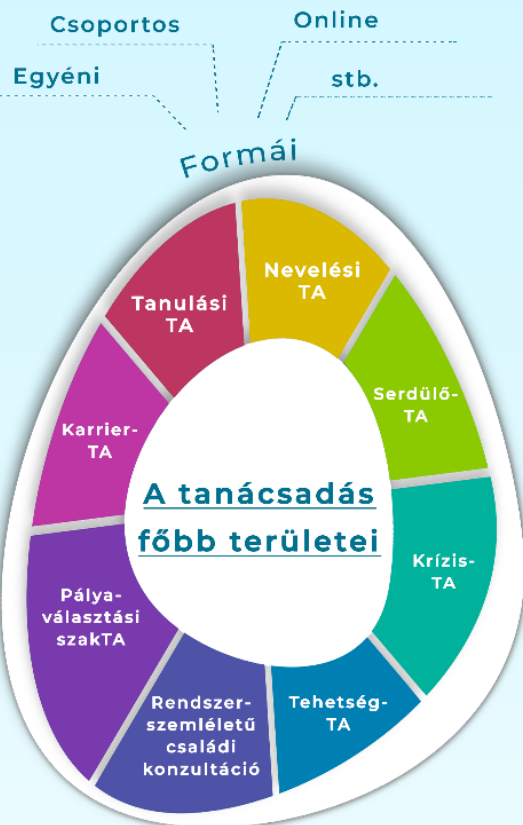 Csoportos
Online
Egyéni
stb.
Formái
Nevelési
TA
Tanulási
TA
Serdülő-
TA
Karrier-
TA
A tanácsadás
főbb területei
Krízis-
TA
Pálya-
választási
szakTA
Rendszer-
szemléletű
családi
konzultáció
Tehetség-
TA